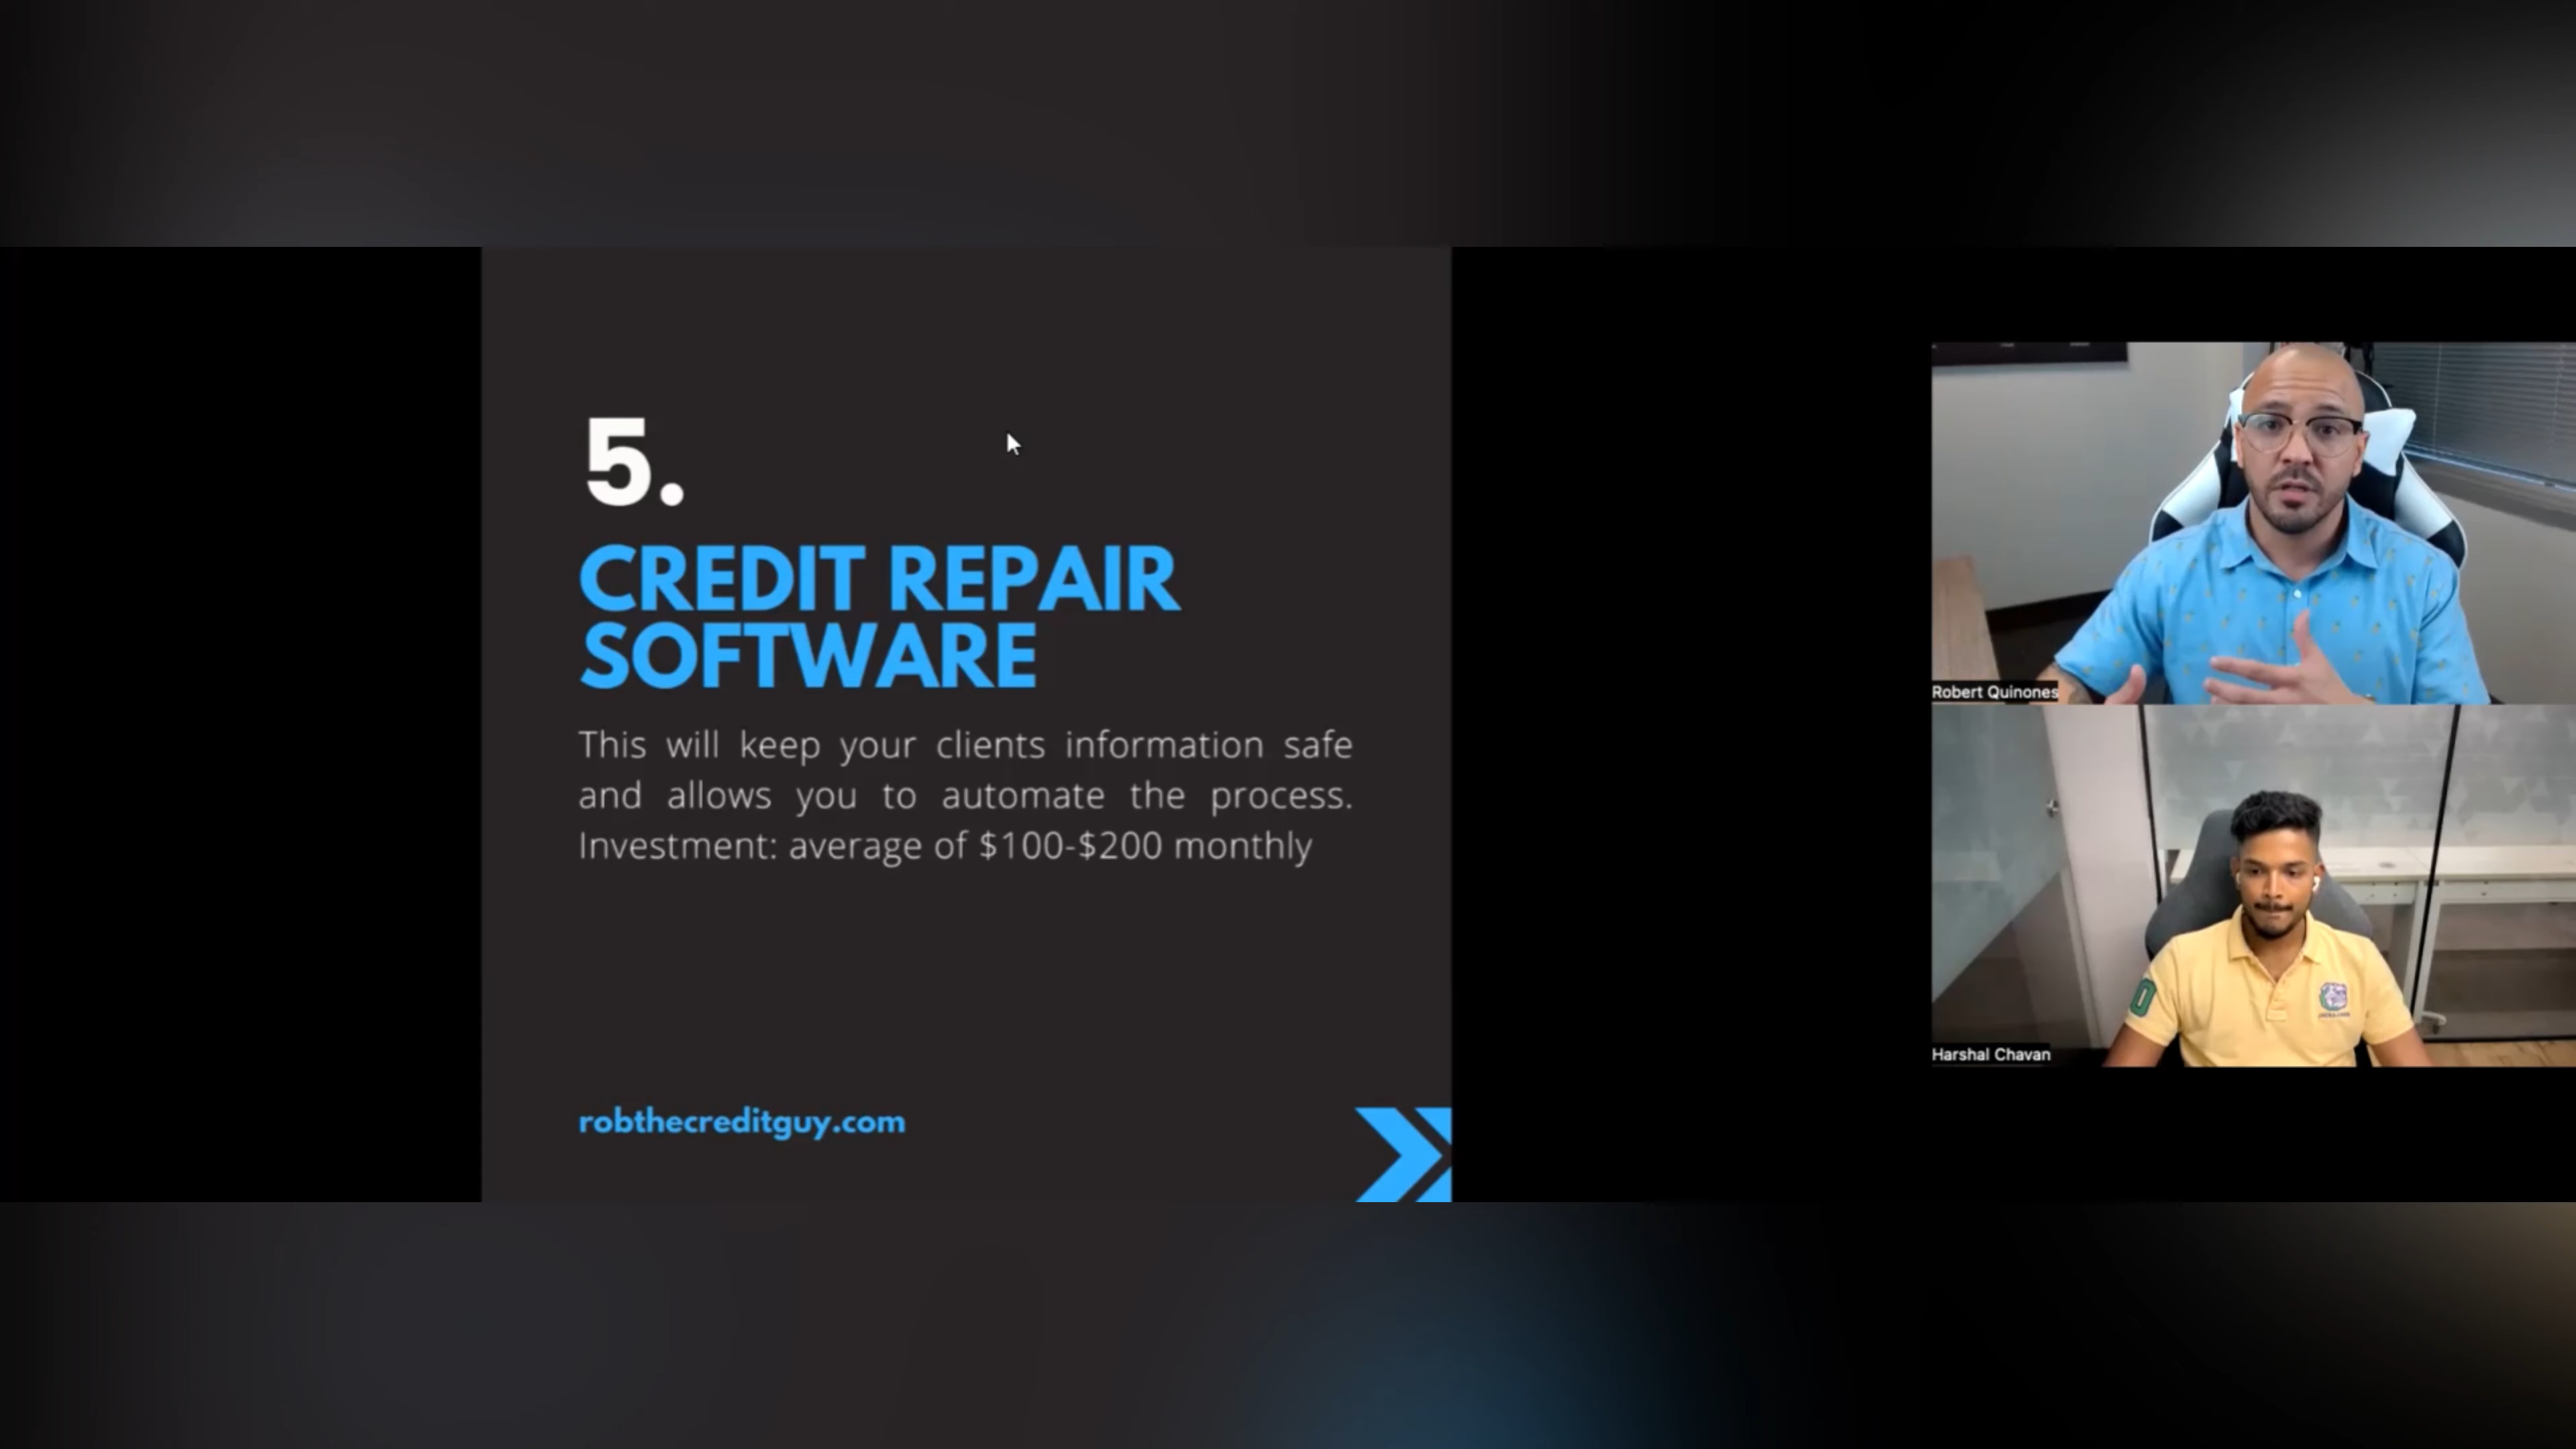 5.
CREDIT REPAIR
SOFTWARE
This will keep your clients information safe
and allows you to automate the process.
Investment: average of $100-$200 monthly
robthecreditguy.com
Robert Quinones
Harshal Chavan
0